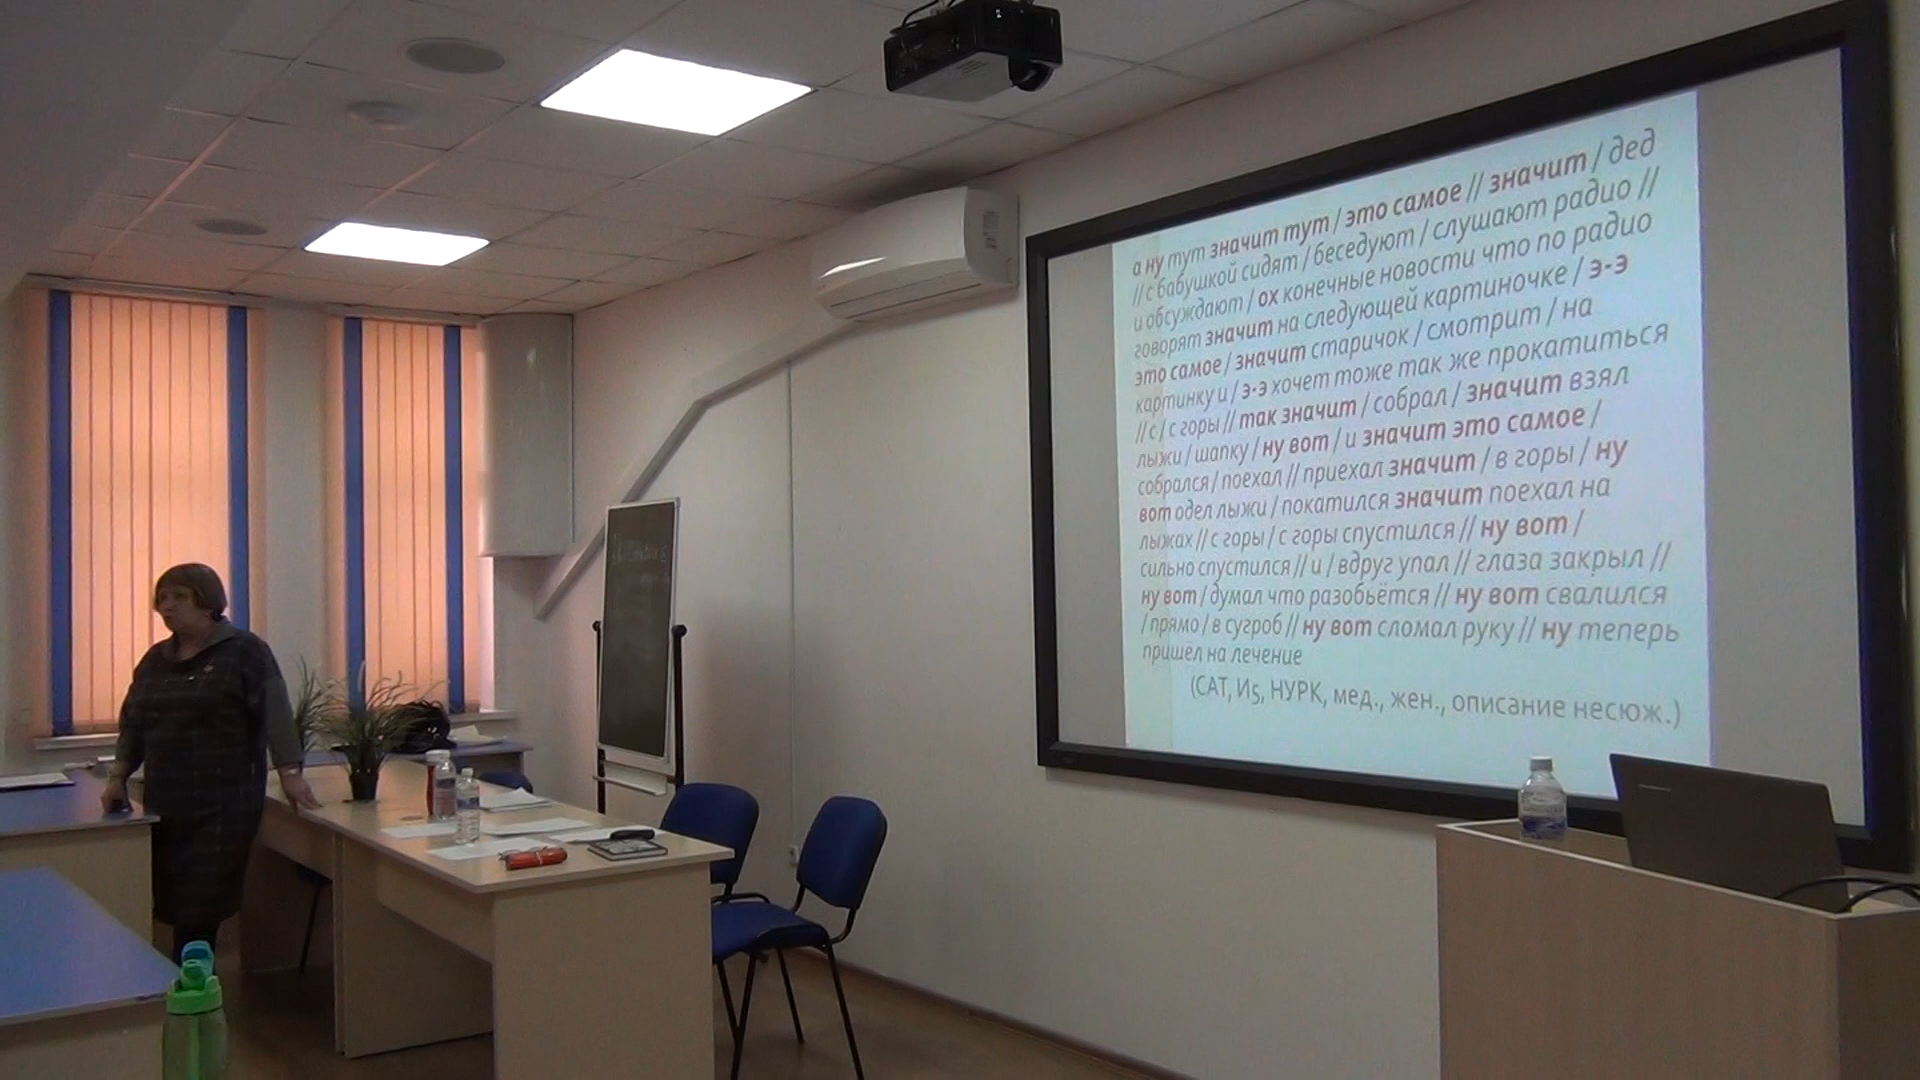 а ну тут значит тут / это самое // значит / дед
// с бабушкой сидят / беседуют / слушают радио //
и обсуждают / ох конечные новости что по радио
говорят значит на следующей картиночке / э-э
это самое / значит старичок / смотрит / на
картинку и / э-э хочет тоже так же прокатиться
// с / с горы // так значит / собрал / значит взял
лыжи / шапку / ну вот / и значит это самое /
собрался / поехал // приехал значит / в горы / ну
вот одел лыжи / покатился значит поехал на
лыжах // с горы / с горы спустился // ну вот /
сильно спустился // и / вдруг упал // глаза закрыл //
ну вот / думал что разобьётся // ну вот свалился
/ прямо / в сугроб // ну вот сломал руку // ну теперь
пришёл на лечение
(САТ, И5, НУРК, мед., жен., описание несюж.)